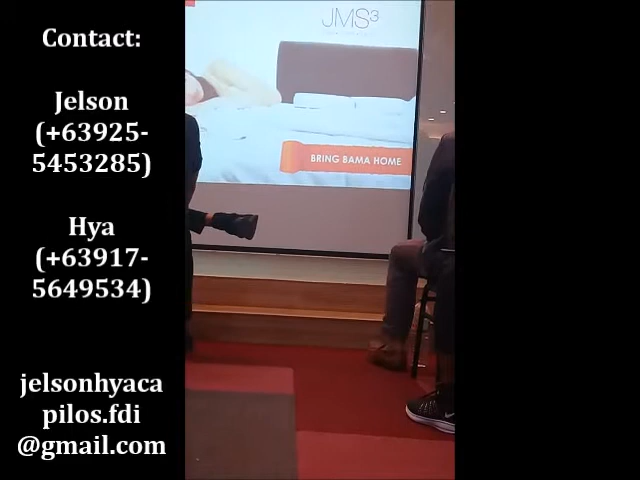 Contact:
Jelson
(+63925-
5453285)
Hya
(+63917-
5649534)
jelsonhyaca
pilos.fdi
@gmail.com
JMS³
BRING BAMA HOME